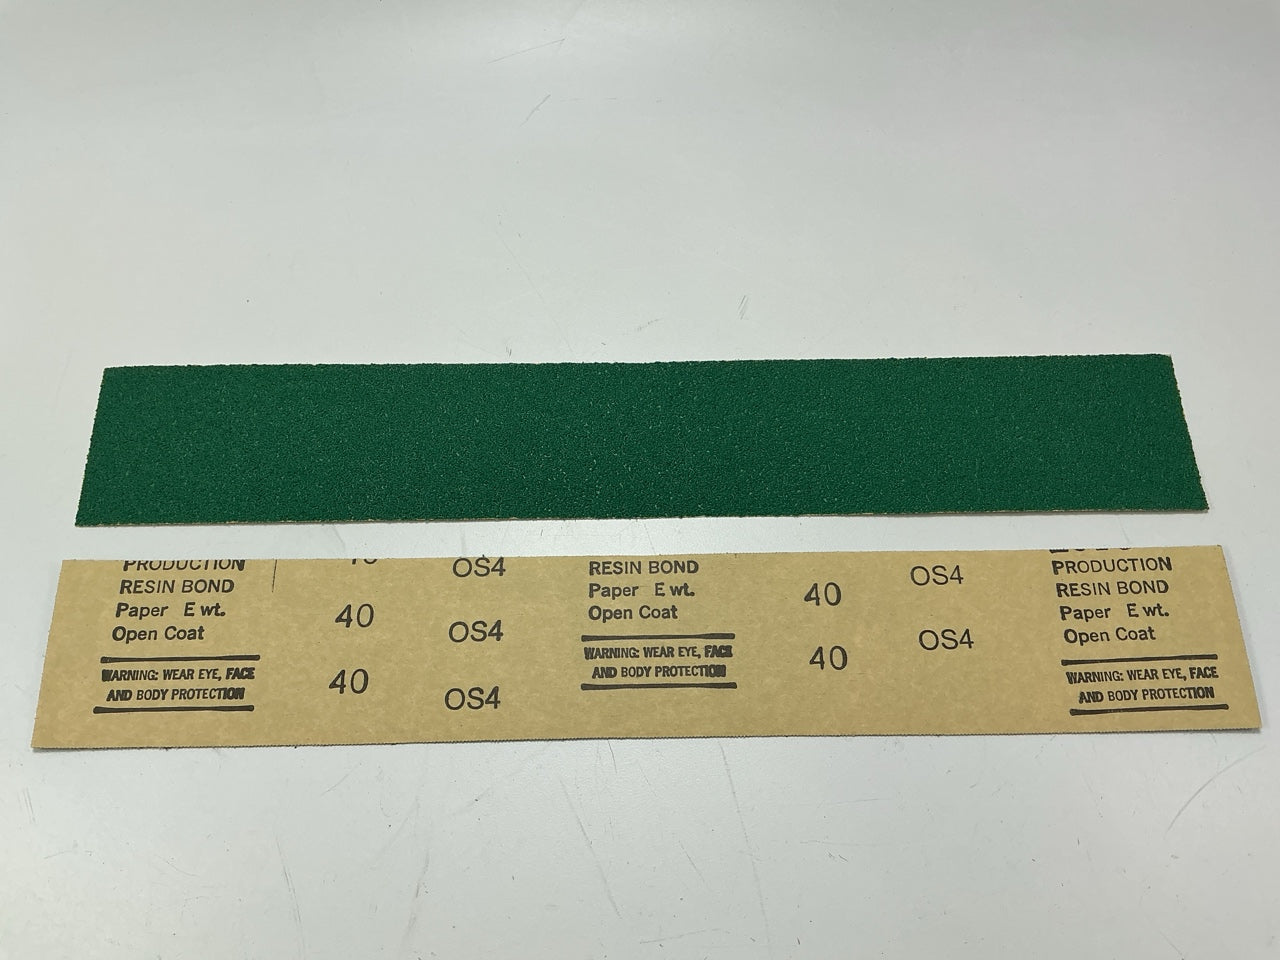 PRODUCTION
RESIN BOND
Paper E wt.
Open Coat
WARNING: WEAR EYE, FACE
AND BODY PROTECTION
40
40
OS4
OS4
OS4
RESIN BOND
Paper E wt.
Open Coat
WARNING: WEAR EYE, FACE
AND BODY PROTECTION
40
40
OS4
OS4
PRODUCTION
RESIN BOND
Paper E wt.
Open Coat
WARNING: WEAR EYE, FACE
AND BODY PROTECTION